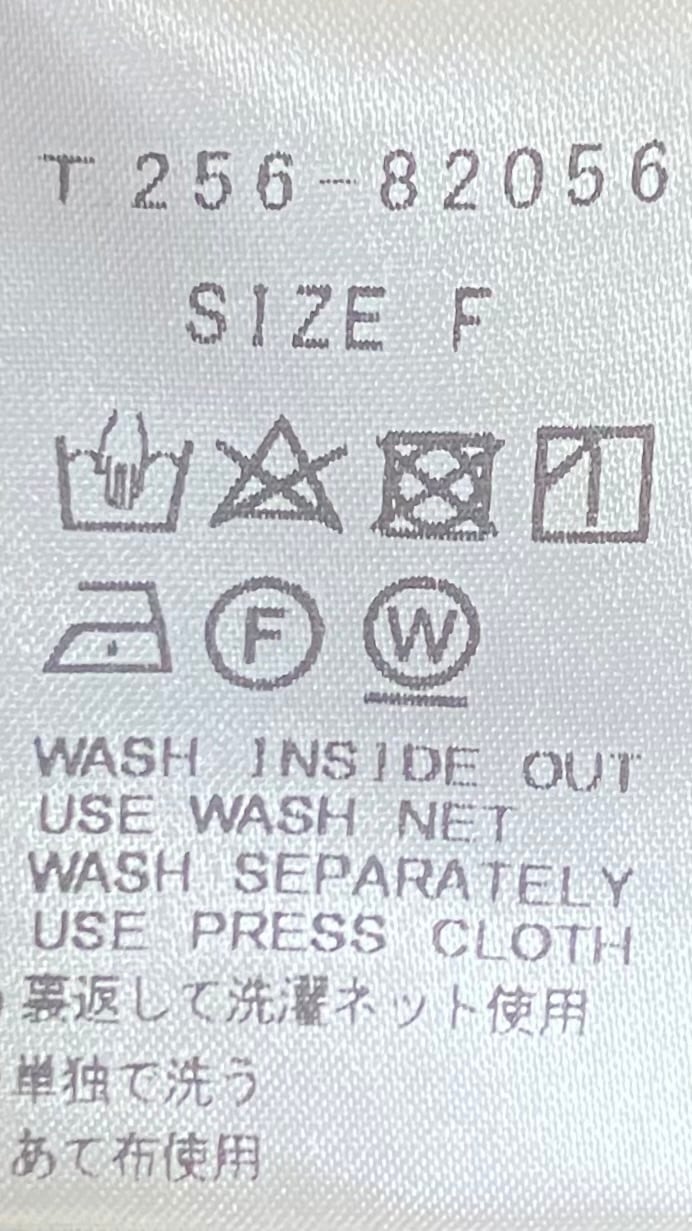 T256-82056
SIZE F
F W
WASH INSIDE OUT
USE WASH NET
WASH SEPARATELY
USE PRESS CLOTH
裏返して洗濯ネット使用
単独で洗う
あて布使用